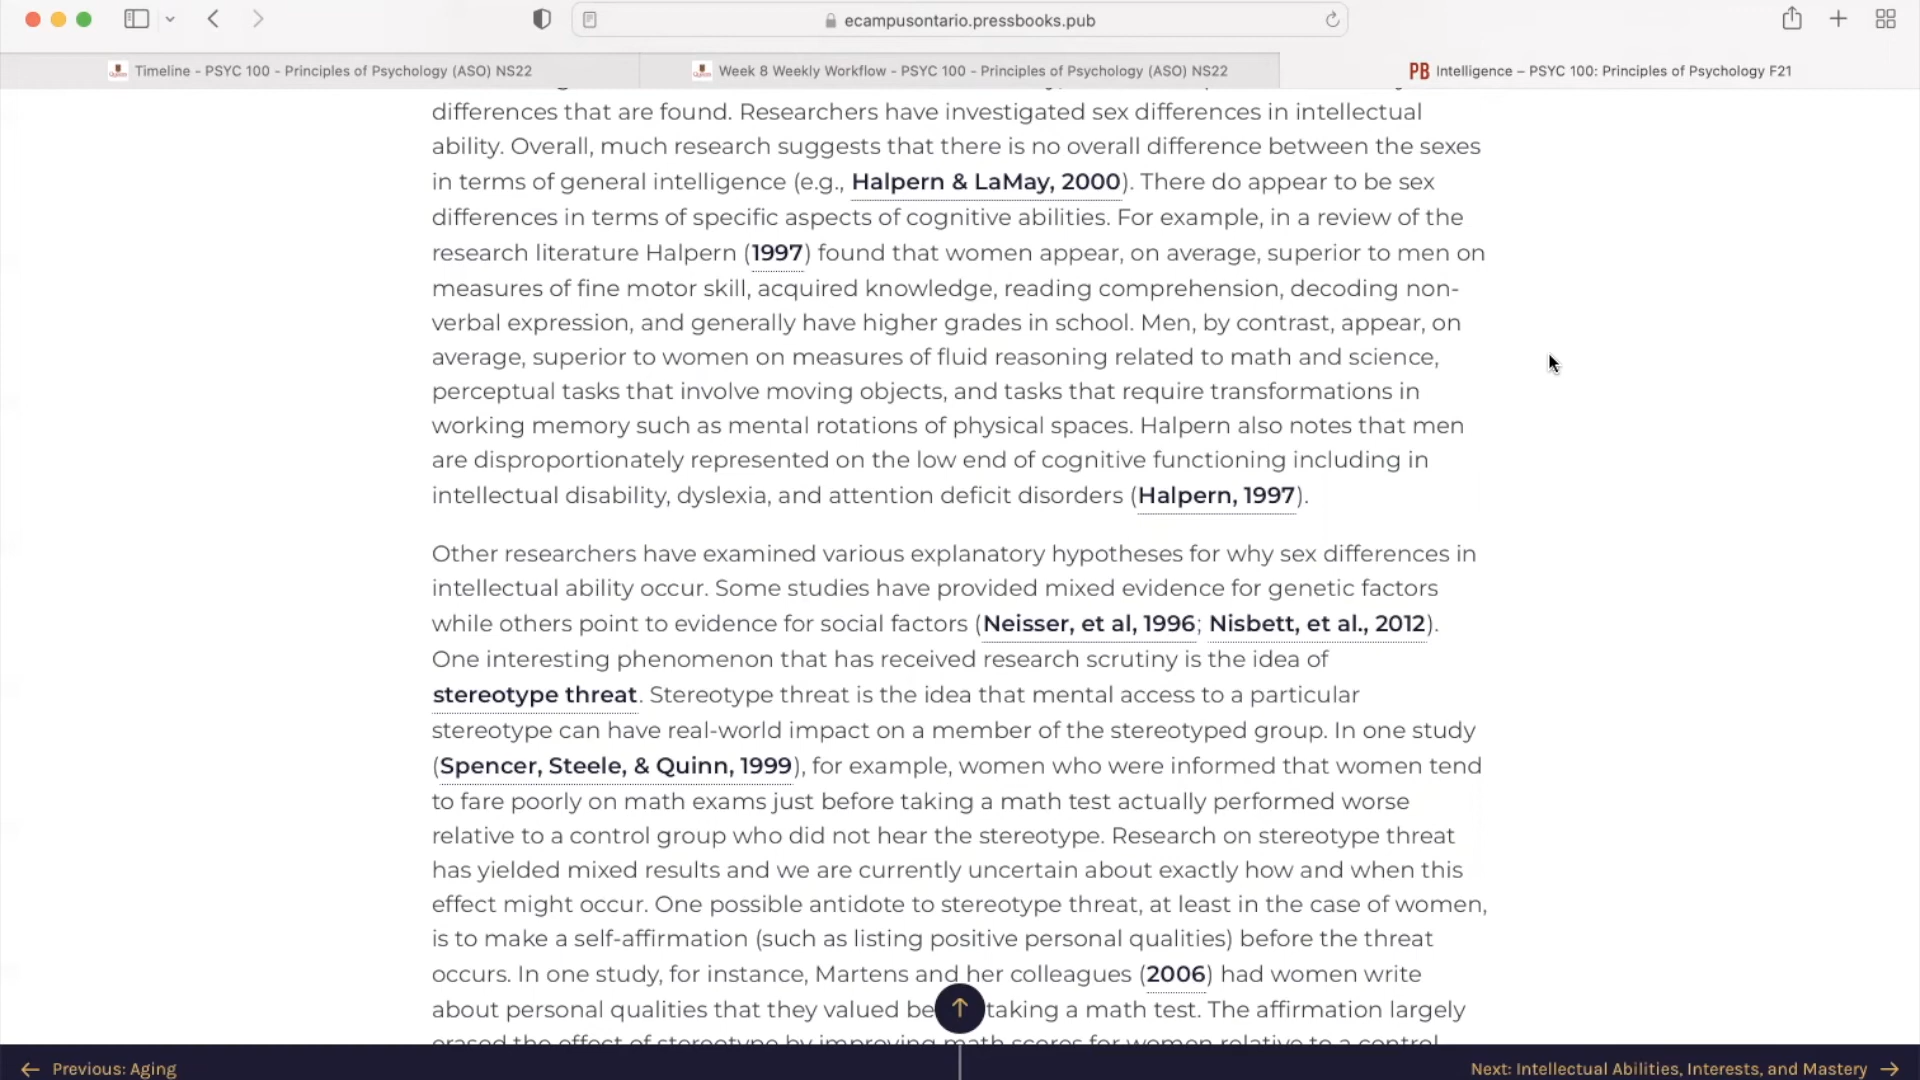 ecampusontario.pressbooks.pub
Timeline - PSYC 100 - Principles of Psychology (ASO) NS22
Week 8 Weekly Workflow - PSYC 100 - Principles of Psychology (ASO) NS22
PB Intelligence – PSYC 100: Principles of Psychology F21
differences that are found. Researchers have investigated sex differences in intellectual
ability. Overall, much research suggests that there is no overall difference between the sexes
in terms of general intelligence (e.g., Halpern & LaMay, 2000). There do appear to be sex
differences in terms of specific aspects of cognitive abilities. For example, in a review of the
research literature Halpern (1997) found that women appear, on average, superior to men on
measures of fine motor skill, acquired knowledge, reading comprehension, decoding non-
verbal expression, and generally have higher grades in school. Men, by contrast, appear, on
average, superior to women on measures of fluid reasoning related to math and science,
perceptual tasks that involve moving objects, and tasks that require transformations in
working memory such as mental rotations of physical spaces. Halpern also notes that men
are disproportionately represented on the low end of cognitive functioning including in
intellectual disability, dyslexia, and attention deficit disorders (Halpern, 1997).
Other researchers have examined various explanatory hypotheses for why sex differences in
intellectual ability occur. Some studies have provided mixed evidence for genetic factors
while others point to evidence for social factors (Neisser, et al, 1996; Nisbett, et al., 2012).
One interesting phenomenon that has received research scrutiny is the idea of
stereotype threat. Stereotype threat is the idea that mental access to a particular
stereotype can have real-world impact on a member of the stereotyped group. In one study
(Spencer, Steele, & Quinn, 1999), for example, women who were informed that women tend
to fare poorly on math exams just before taking a math test actually performed worse
relative to a control group who did not hear the stereotype. Research on stereotype threat
has yielded mixed results and we are currently uncertain about exactly how and when this
effect might occur. One possible antidote to stereotype threat, at least in the case of women,
is to make a self-affirmation (such as listing positive personal qualities) before the threat
occurs. In one study, for instance, Martens and her colleagues (2006) had women write
about personal qualities that they valued be taking a math test. The affirmation largely
erased the effect of stereotype by improving math scores for women relative to a control
← Previous: Aging
Next: Intellectual Abilities, Interests, and Mastery →